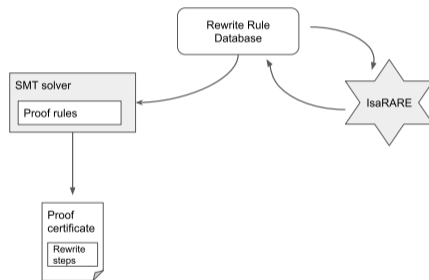 Rewrite Rule
Database
SMT solver
Proof rules
IsaRARE
Proof
certificate
Rewrite
steps